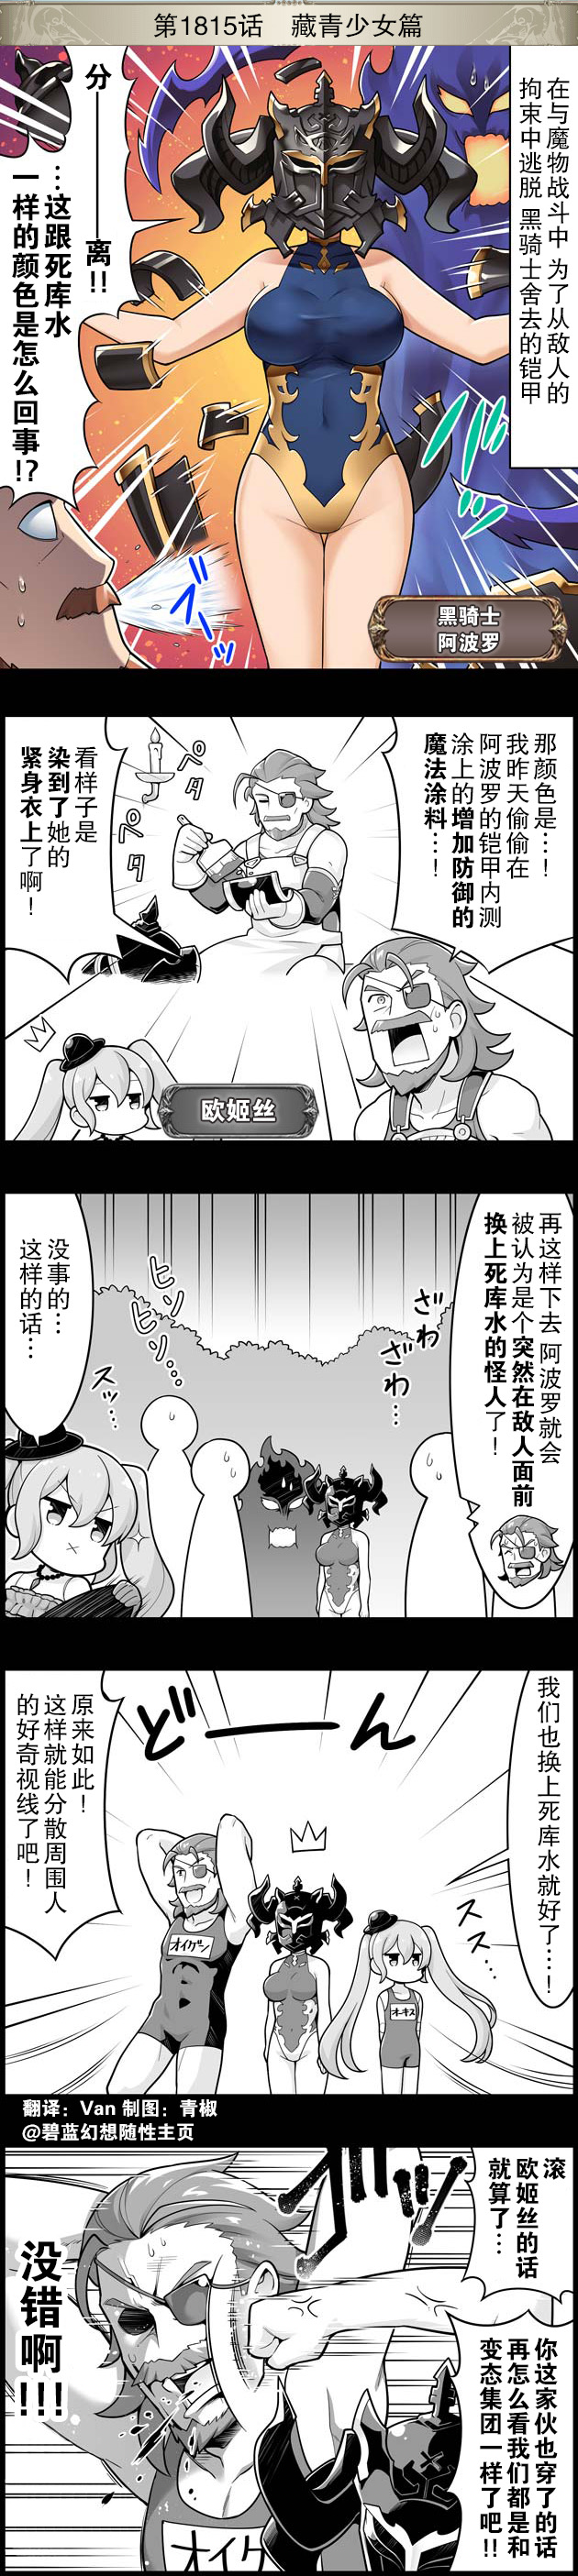 第1815话　藏青少女篇
在与魔物战斗中 为了从敌人的
拘束中逃脱 黑骑士舍去的铠甲
分——离!!
…这跟死库水
一样的颜色是怎么回事!?
黑骑士
阿波罗
那颜色是…！
我昨天偷偷在
阿波罗的铠甲内测
涂上的增加防御的
魔法涂料…！
ペタ
ペタ
看样子是
染到了她的
紧身衣上了啊！
欧姬丝
再这样下去 阿波罗就会
被认为是个突然在敌人面前
换上死库水的怪人了！
ざわ
ざわ…
ヒソ
ヒソ…
スッ…
没事的…
这样的话…
我们也换上死库水就好了…！
スス…
どーん
原来如此！
这样就能分散周围人
的好奇视线了吧！
オイゲン
オーキス
翻译：Van 制图：青椒
@碧蓝幻想随性主页
滚
欧姬丝的话
就算了…
你这家伙也穿了的话
再怎么看我们都是和
变态集团一样了吧!!
没错啊!!!
オイゲ